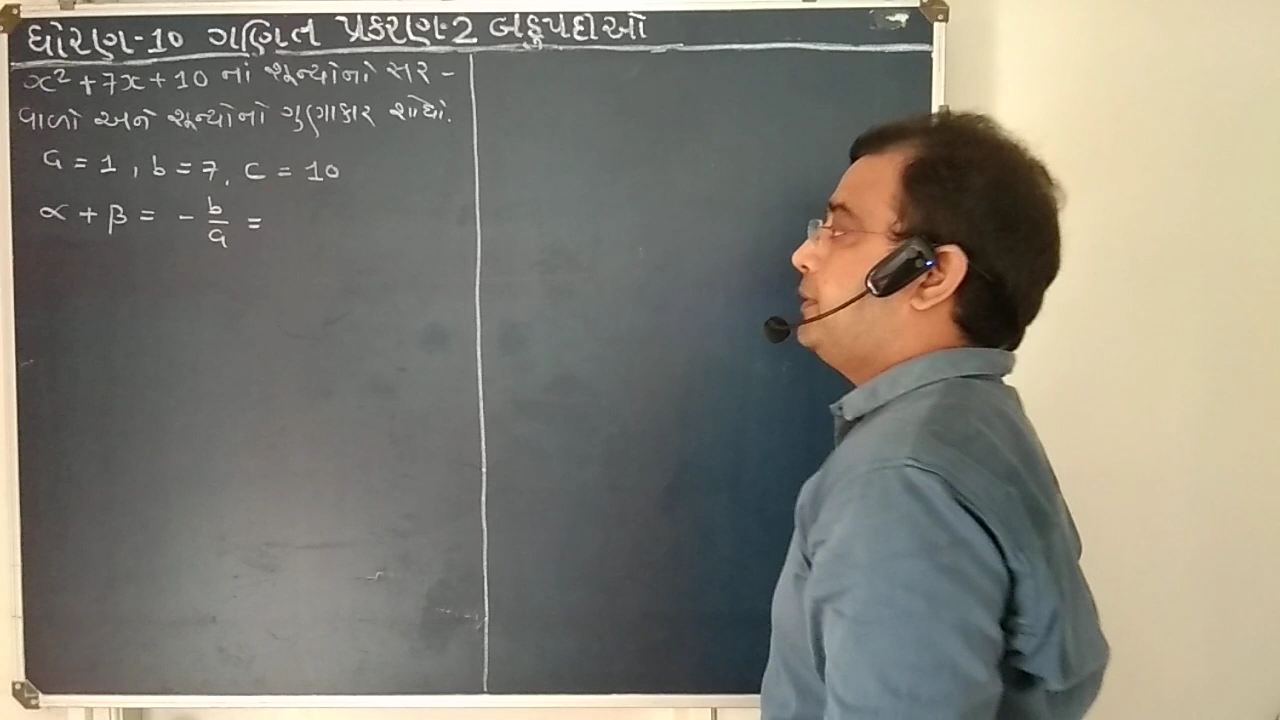 ધોરણ-10 ગણિત પ્રકરણ-2 બહુપદીઓ
x² + 7x + 10 નાં શૂન્યોનો સર-
વાળો અને શૂન્યોનો ગુણાકાર શોધો.
a = 1, b = 7, c = 10
α + β = - b/a =